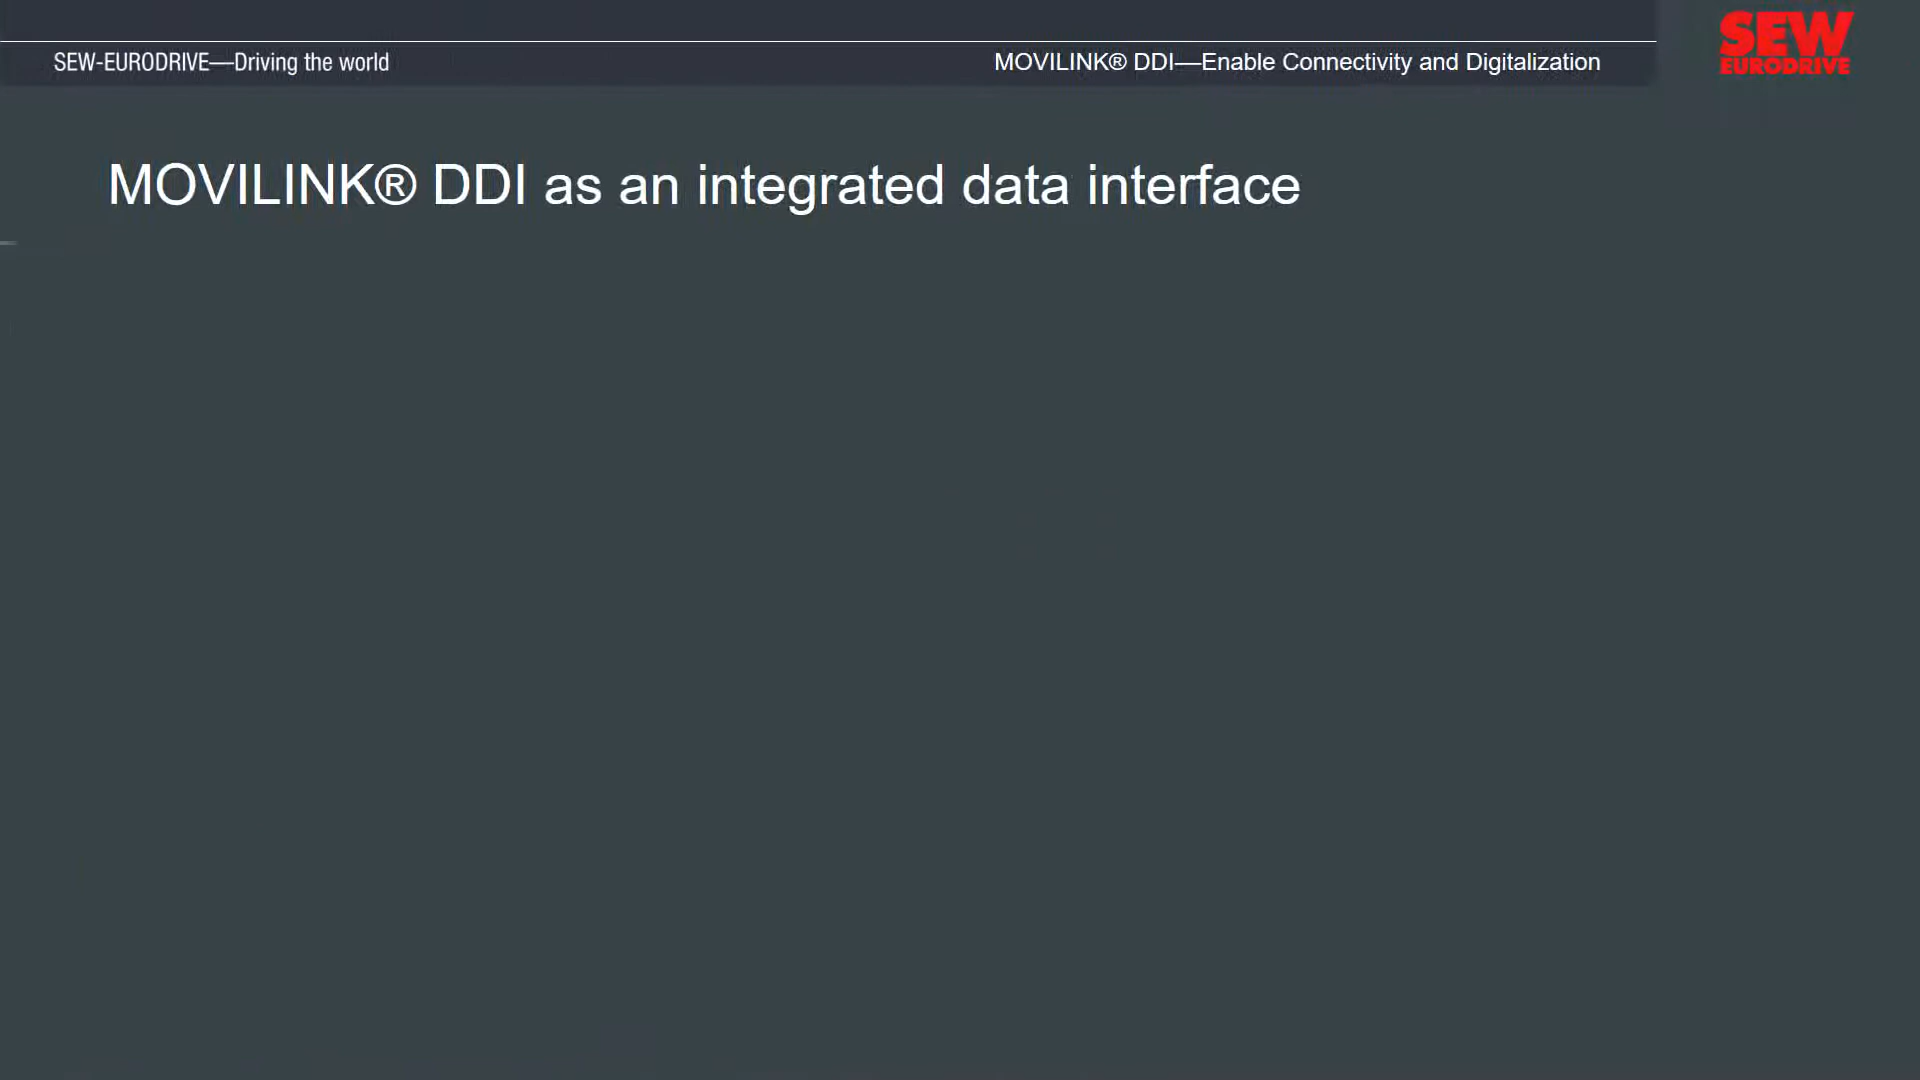 SEW-EURODRIVE—Driving the world
MOVILINK® DDI—Enable Connectivity and Digitalization
SEW
EURODRIVE
MOVILINK® DDI as an integrated data interface